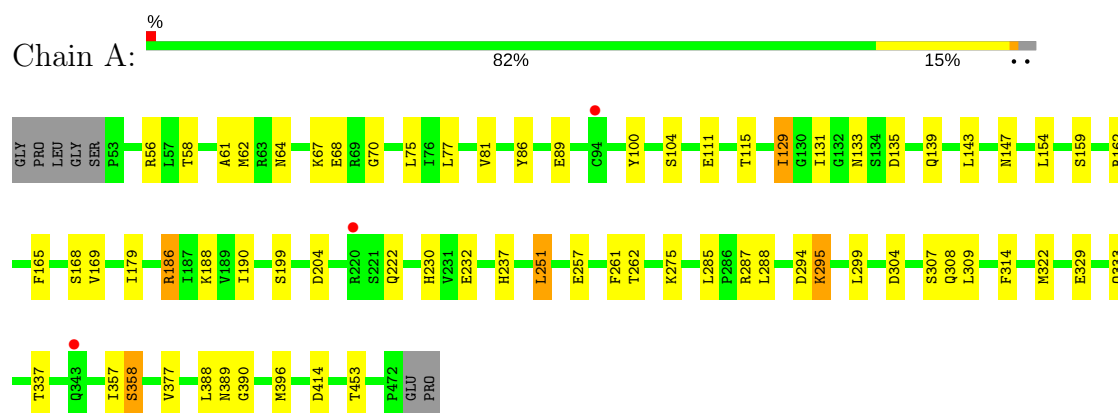 %
Chain A:
82% 15% • •
GLY PRO LEU GLY SER P53 R56 L57 T58 A61 M62 R63 N64 K67 E68 R69 G70 L75 I76 L77 V81 Y86 E89 C94 Y100 S104 E111 T115 I129 G130 I131 G132 N133 S134 D135 Q139 L143 N147 L154 S159
F165 S168 V169 I179 R186 I187 K188 V189 I190 S199 D204 R220 S221 Q222 H230 V231 E232 H237 L251 E257 F261 T262 K275 L285 P286 R287 L288 D294 K295 L299 D304 S307 Q308 L309 F314 M322 E329
T337 Q343 I357 S358 V377 L388 N389 G390 M396 D414 T453 P472 GLU PRO